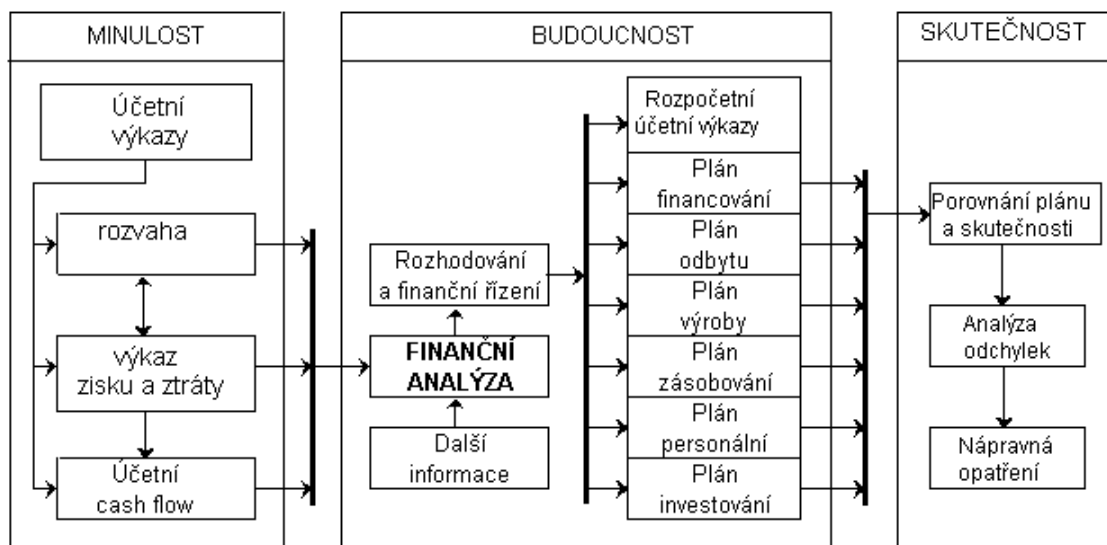 MINULOST
Účetní
výkazy
rozvaha
výkaz
zisku a ztráty
Účetní
cash flow
BUDOUCNOST
Rozhodování
a finanční řízení
FINANČNÍ
ANALÝZA
Další
informace
Rozpočetní
účetní výkazy
Plán
financování
Plán
odbytu
Plán
výroby
Plán
zásobování
Plán
personální
Plán
investování
SKUTEČNOST
Porovnání plánu
a skutečnosti
Analýza
odchylek
Nápravná
opatření